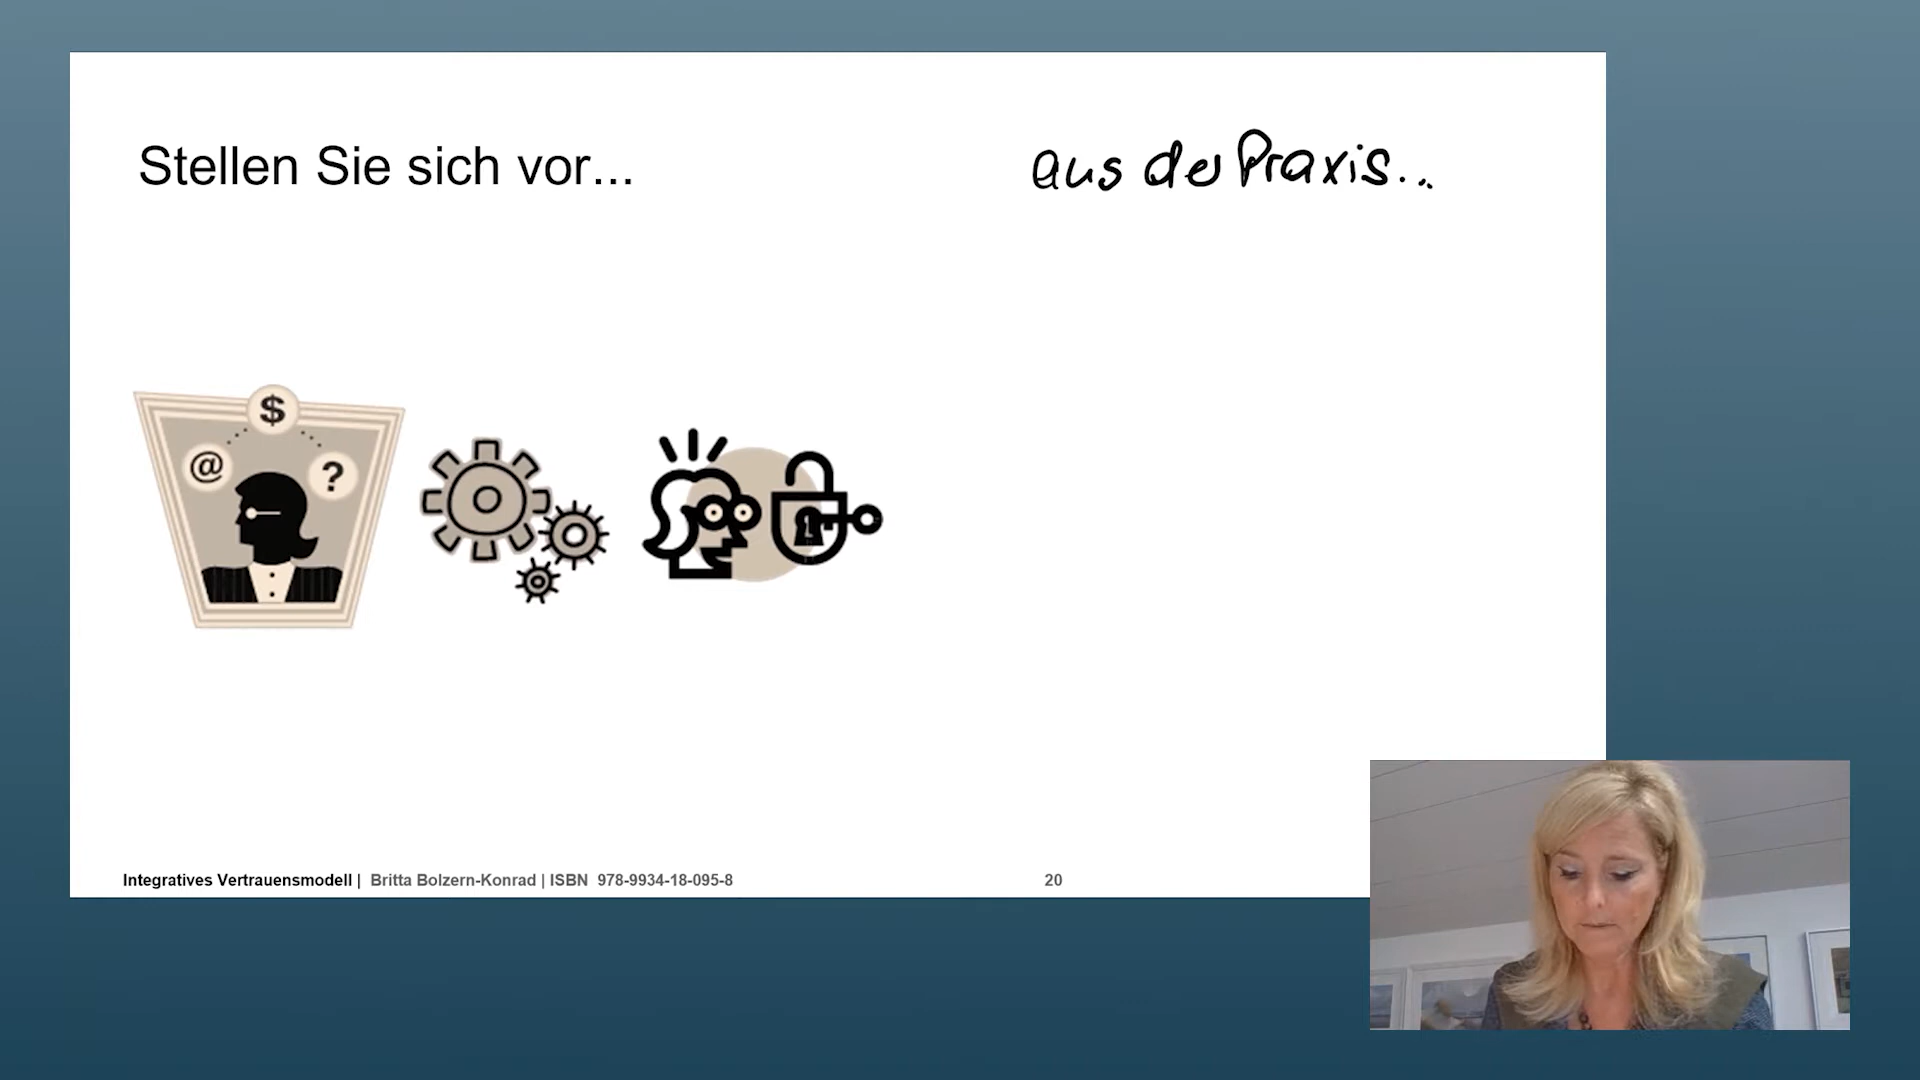 Stellen Sie sich vor...
aus der Praxis...
$
@
?
Integratives Vertrauensmodell | Britta Bolzern-Konrad | ISBN 978-9934-18-095-8
20